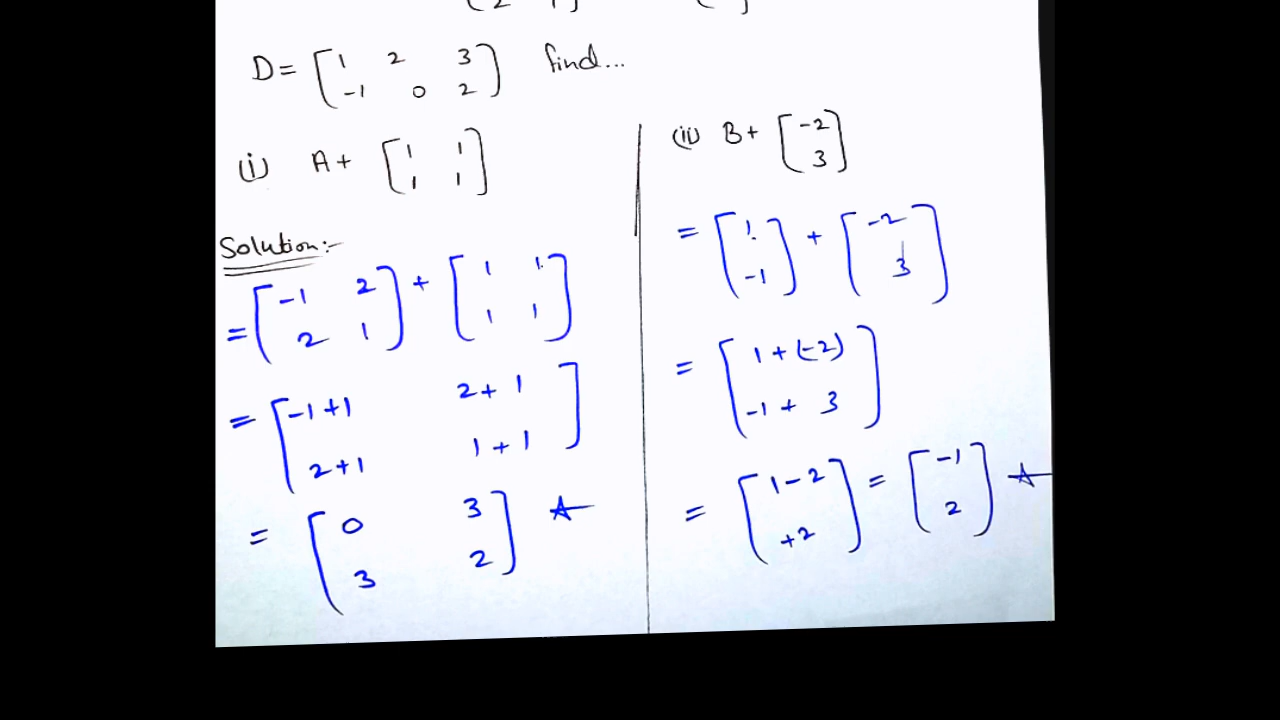 2 1
D= [1 2 3
-1 0 2] find...
(i) A+ [1 1
1 1]
Solution:-
= [-1 2
2 1] + [1 1
1 1]
= [-1+1 2+1
2+1 1+1]
= [0 3
3 2]
(ii) B+ [-2
3]
= [1
-1] + [-2
3]
= [1+(-2)
-1+ 3]
= [1-2
+2] = [-1
2]